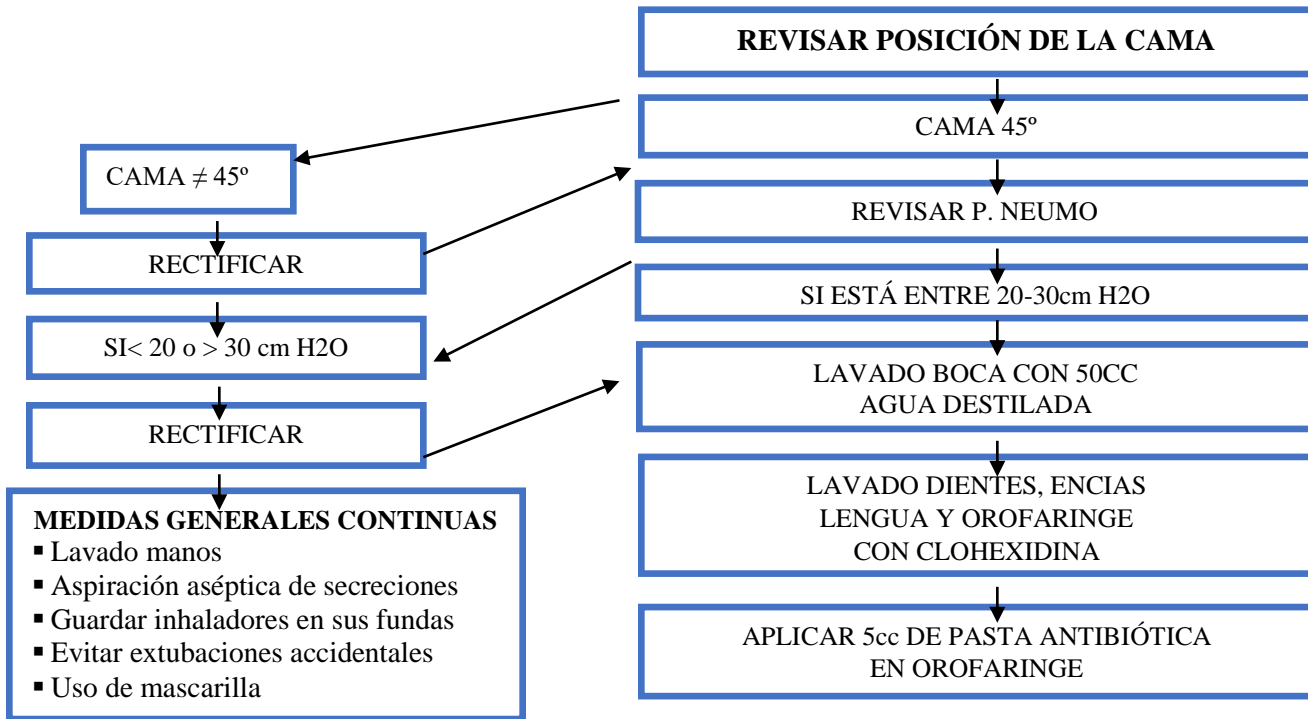 REVISAR POSICIÓN DE LA CAMA
CAMA 45º
CAMA ≠ 45º
REVISAR P. NEUMO
RECTIFICAR
SI ESTÁ ENTRE 20-30cm H2O
SI< 20 o > 30 cm H2O
LAVADO BOCA CON 50CC
AGUA DESTILADA
RECTIFICAR
LAVADO DIENTES, ENCIAS
LENGUA Y OROFARINGE
CON CLOHEXIDINA
MEDIDAS GENERALES CONTINUAS
▪ Lavado manos
▪ Aspiración aséptica de secreciones
▪ Guardar inhaladores en sus fundas
▪ Evitar extubaciones accidentales
▪ Uso de mascarilla
APLICAR 5cc DE PASTA ANTIBIÓTICA
EN OROFARINGE